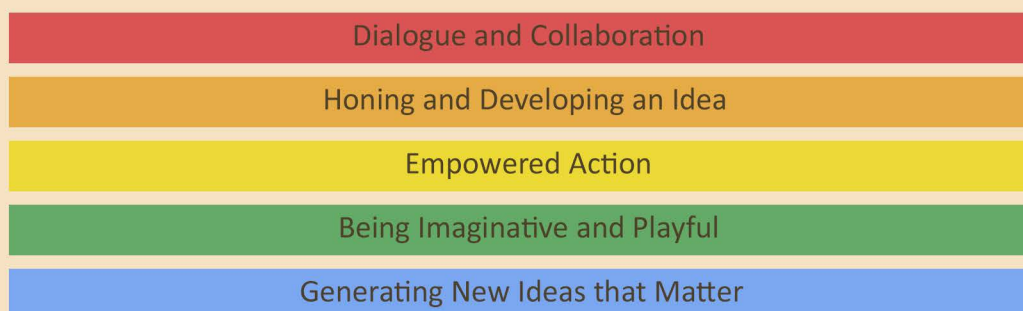 Dialogue and Collaboration
Honing and Developing an Idea
Empowered Action
Being Imaginative and Playful
Generating New Ideas that Matter